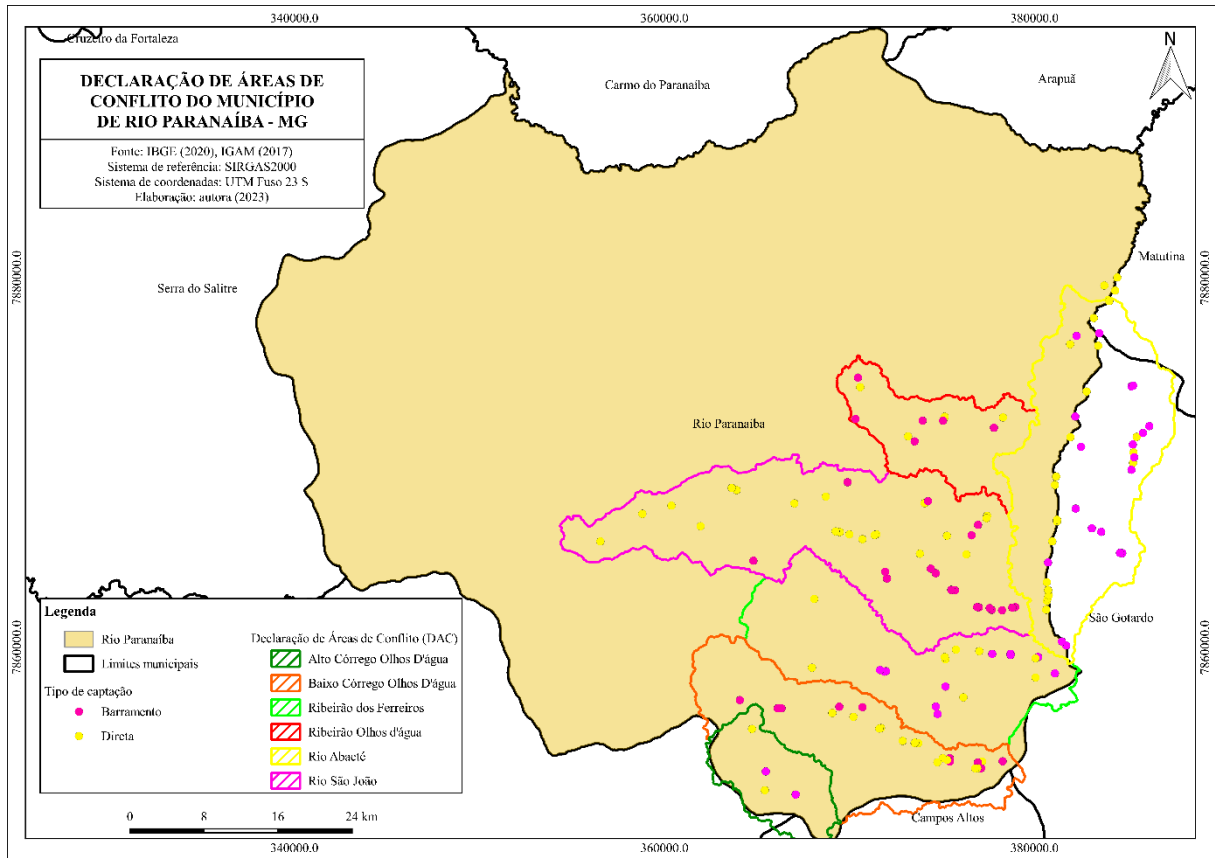 340000.0 360000.0 380000.0
Cruzeiro da Fortaleza
N
DECLARAÇÃO DE ÁREAS DE
CONFLITO DO MUNICÍPIO
DE RIO PARANAÍBA - MG
Fonte: IBGE (2020), IGAM (2017)
Sistema de referência: SIRGAS2000
Sistema de coordenadas: UTM Fuso 23 S
Elaboração: autora (2023)
Carmo do Paranaíba
Arapuã
Matutina
7880000.0 7880000.0
Serra do Salitre
Rio Paranaíba
São Gotardo
7860000.0 7860000.0
Campos Altos
Legenda
Rio Paranaíba
Limites municipais
Tipo de captação
Barramento
Direta
Declaração de Áreas de Conflito (DAC)
Alto Córrego Olhos D'água
Baixo Córrego Olhos D'água
Ribeirão dos Ferreiros
Ribeirão Olhos d'água
Rio Abaeté
Rio São João
0 8 16 24 km
340000.0 360000.0 380000.0